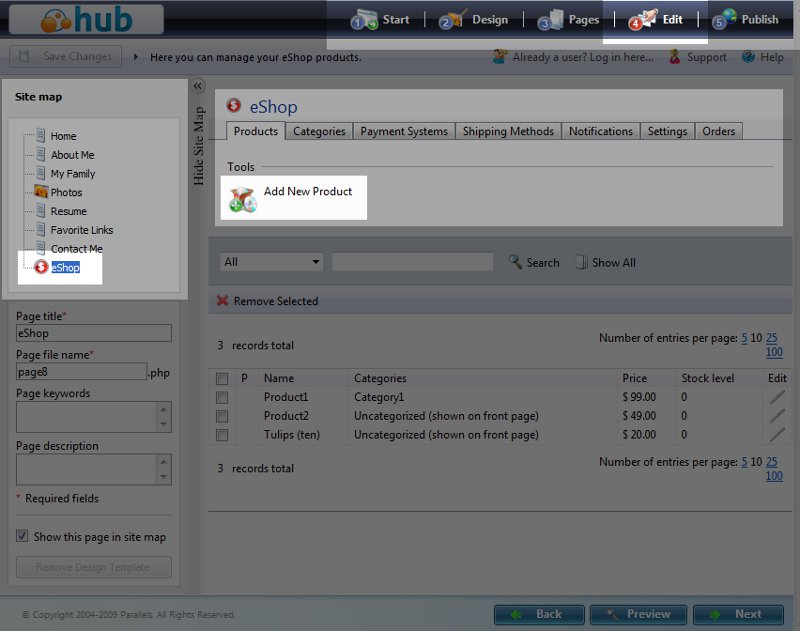 hub
1 Start
2 Design
3 Pages
4 Edit
5 Publish
Save Changes
Here you can manage your eShop products.
Already a user? Log in here...
Support
Help
Site map
Home
About Me
My Family
Photos
Resume
Favorite Links
Contact Me
eShop
Hide Site Map
eShop
Products Categories Payment Systems Shipping Methods Notifications Settings Orders
Tools
Add New Product
All
Search
Show All
Remove Selected
Page title*
eShop
Page file name*
page8 .php
Page keywords
Page description
* Required fields
Show this page in site map
Remove Design Template
3 records total
Number of entries per page: 5 10 25
100
P Name Categories Price Stock level Edit
Product1 Category1 $ 99.00 0
Product2 Uncategorized (shown on front page) $ 49.00 0
Tulips (ten) Uncategorized (shown on front page) $ 20.00 0
3 records total
Number of entries per page: 5 10 25
100
© Copyright 2004-2009 Parallels. All Rights Reserved.
Back
Preview
Next